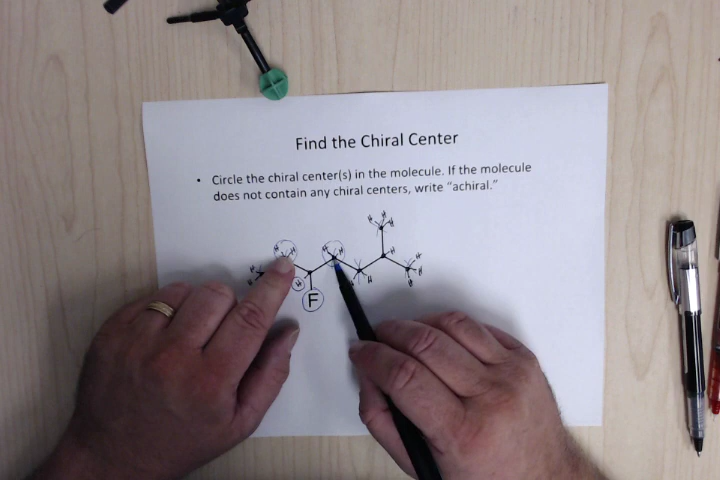 Find the Chiral Center
• Circle the chiral center(s) in the molecule. If the molecule
does not contain any chiral centers, write “achiral.”
H H H
H H H H H H
H H
H F H H